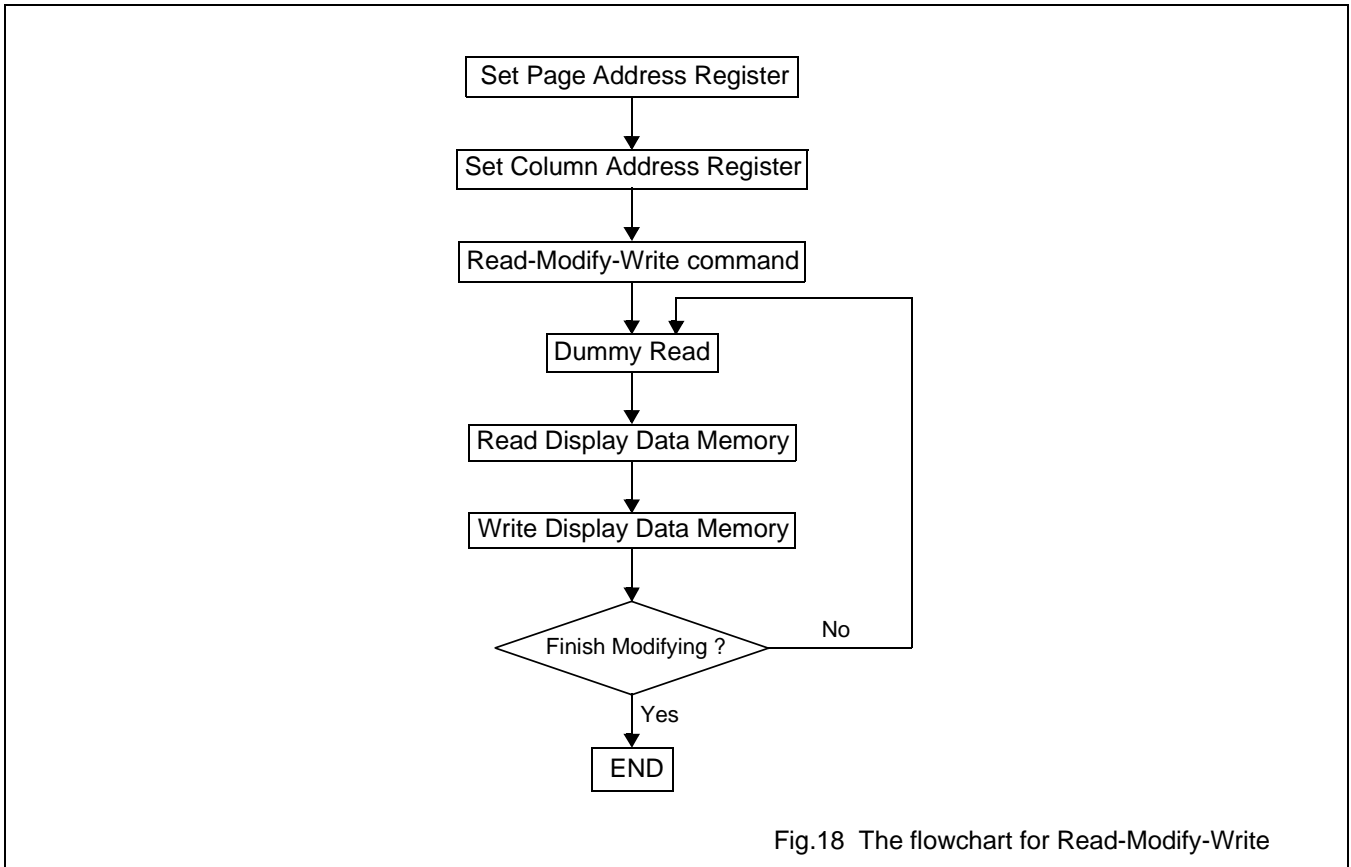 Set Page Address Register
Set Column Address Register
Read-Modify-Write command
Dummy Read
Read Display Data Memory
Write Display Data Memory
Finish Modifying ?
No
Yes
END
Fig.18 The flowchart for Read-Modify-Write